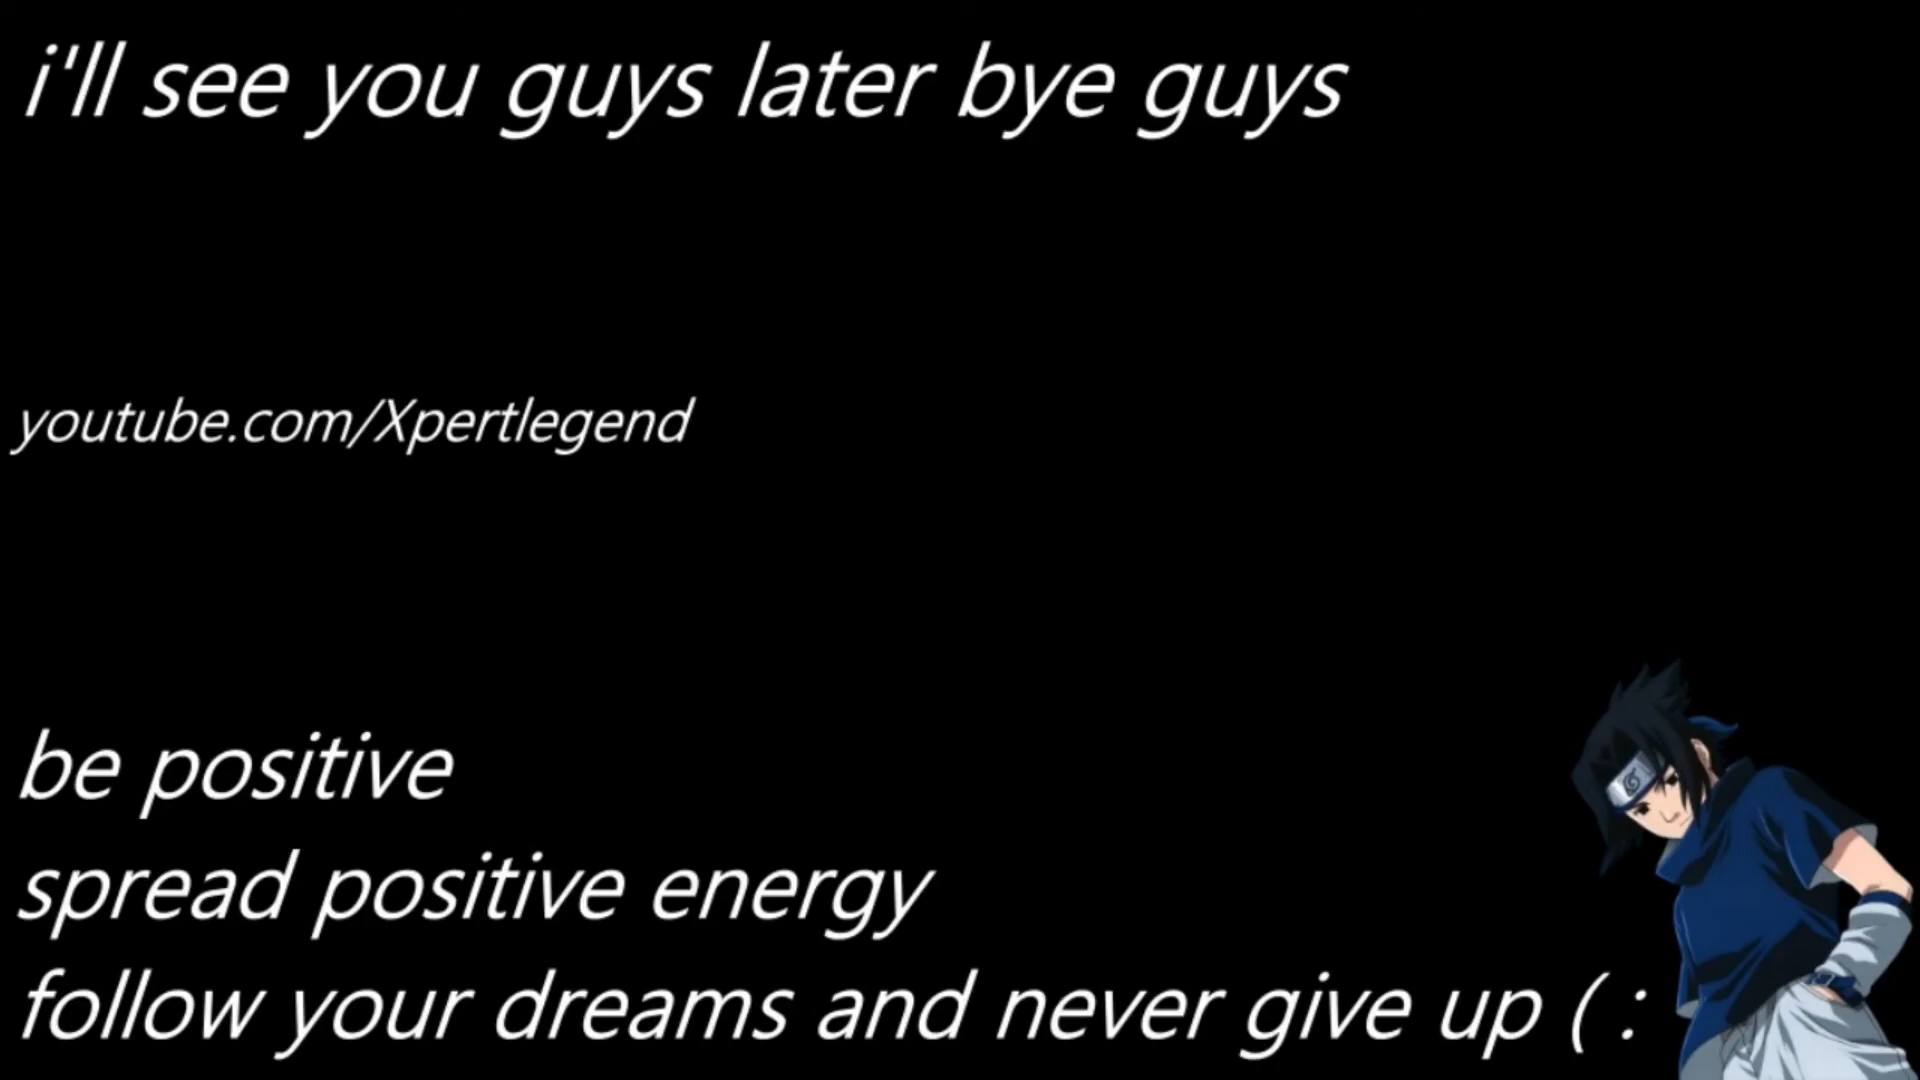 i'll see you guys later bye guys
youtube.com/Xpertlegend
be positive
spread positive energy
follow your dreams and never give up ( :